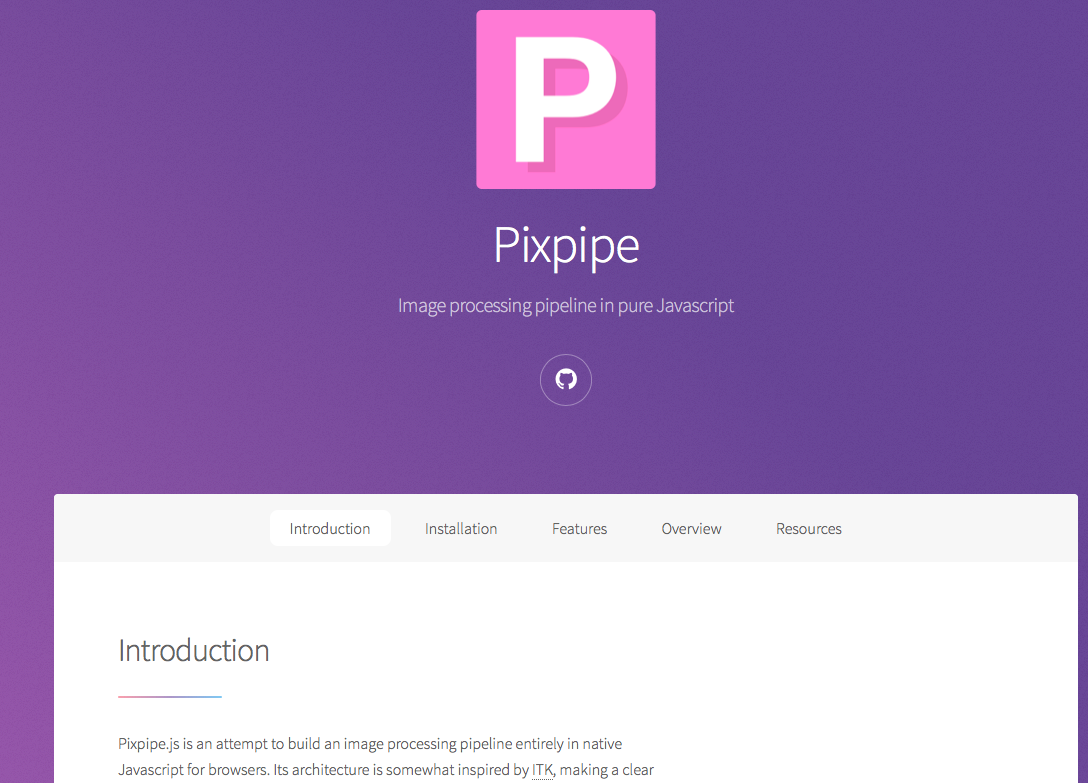 P
Pixpipe
Image processing pipeline in pure Javascript
Introduction Installation Features Overview Resources
Introduction
Pixpipe.js is an attempt to build an image processing pipeline entirely in native
Javascript for browsers. Its architecture is somewhat inspired by ITK, making a clear